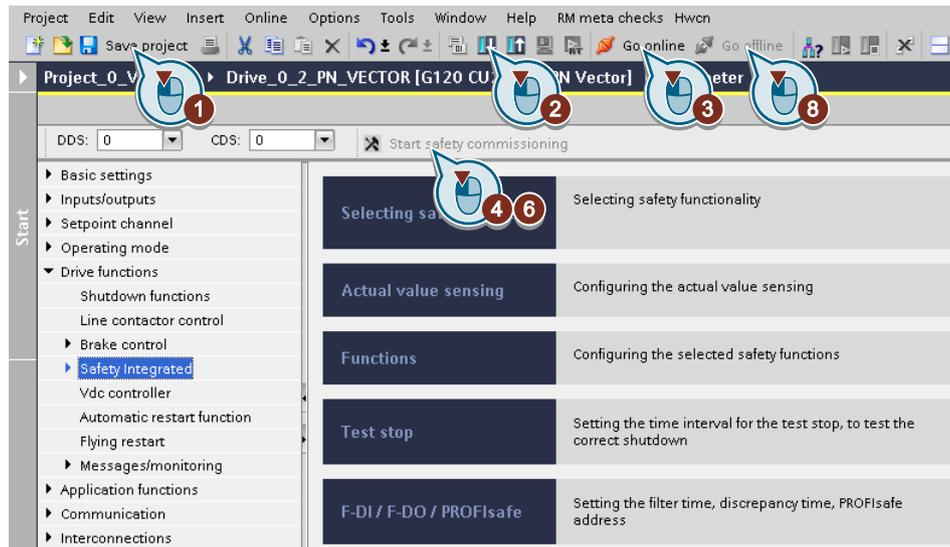 Project Edit View Insert Online Options Tools Window Help RM meta checks Hwcn
Save project Go online Go offline
Project_0_V Drive_0_2_PN_VECTOR [G120 CU PN Vector] eter
1 2 3 8
DDS: 0 CDS: 0 Start safety commissioning
4 6
Start
Basic settings
Inputs/outputs
Setpoint channel
Operating mode
Drive functions
Shutdown functions
Line contactor control
Brake control
Safety Integrated
Vdc controller
Automatic restart function
Flying restart
Messages/monitoring
Application functions
Communication
Interconnections
Selecting sa Selecting safety functionality
Actual value sensing Configuring the actual value sensing
Functions Configuring the selected safety functions
Test stop Setting the time interval for the test stop, to test the
correct shutdown
F-DI / F-DO / PROFIsafe Setting the filter time, discrepancy time, PROFIsafe
address